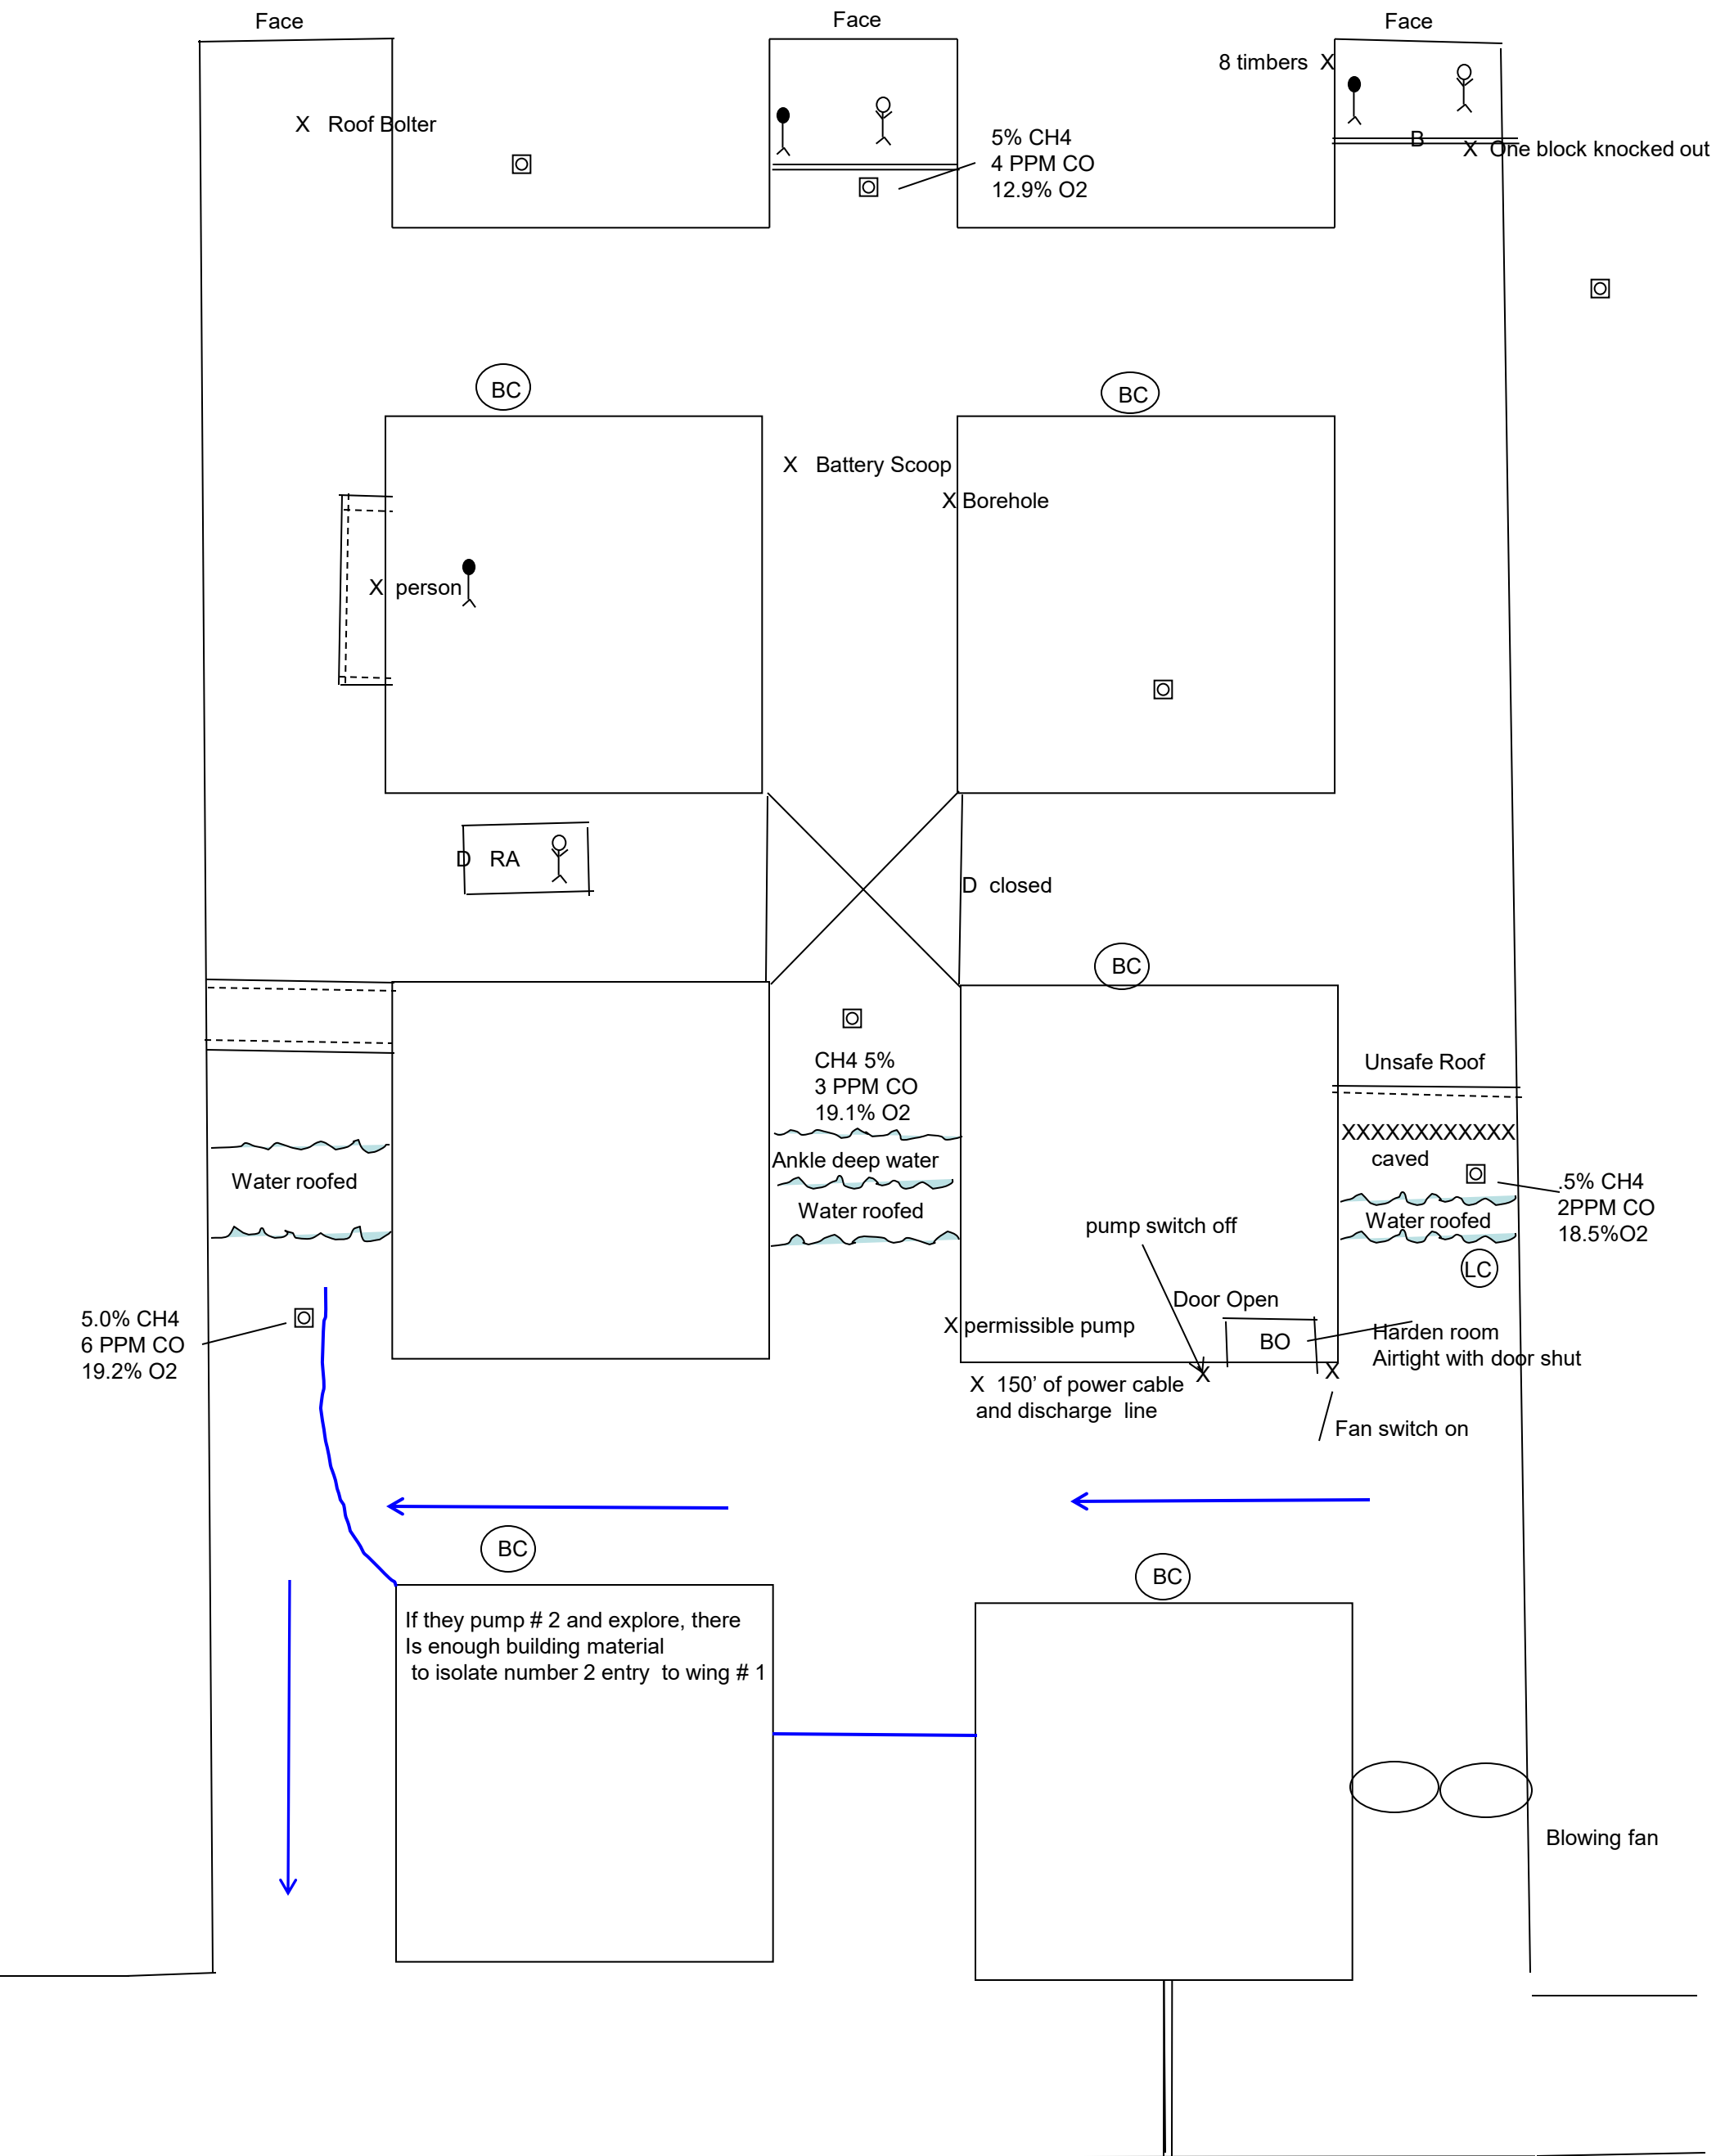 Face
Face
Face
8 timbers X
X Roof Bolter
5% CH4
4 PPM CO
12.9% O2
B
X One block knocked out
BC
BC
X Battery Scoop
X Borehole
X person
D RA
D closed
BC
CH4 5%
3 PPM CO
19.1% O2
Unsafe Roof
XXXXXXXXXXXX
caved
Ankle deep water
Water roofed
Water roofed
Water roofed
.5% CH4
2PPM CO
18.5%O2
pump switch off
LC
Door Open
5.0% CH4
6 PPM CO
19.2% O2
X permissible pump
BO
Harden room
Airtight with door shut
X 150’ of power cable
and discharge line
X
X
Fan switch on
BC
BC
If they pump # 2 and explore, there
Is enough building material
to isolate number 2 entry to wing # 1
Blowing fan